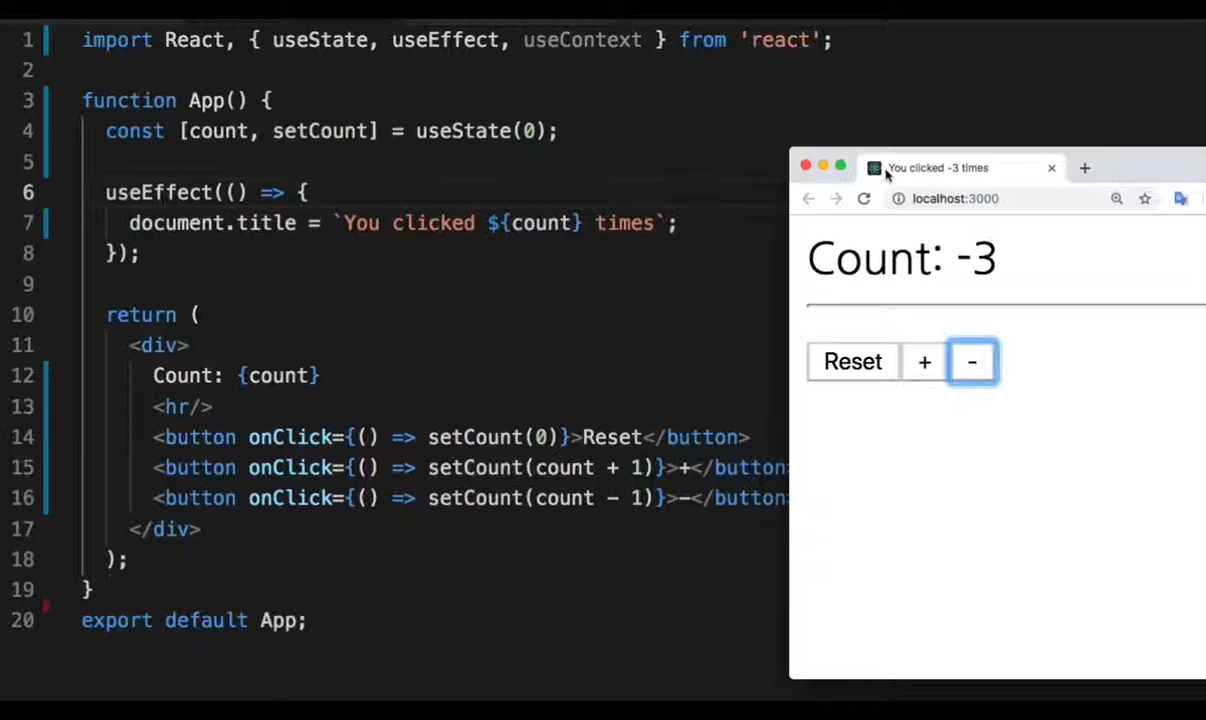 1 import React, { useState, useEffect, useContext } from 'react';
2
3 function App() {
4 const [count, setCount] = useState(0);
5
6 useEffect(() => {
7 document.title = `You clicked ${count} times`;
8 });
9
10 return (
11 <div>
12 Count: {count}
13 <hr/>
14 <button onClick={() => setCount(0)}>Reset</button>
15 <button onClick={() => setCount(count + 1)}>+</button>
16 <button onClick={() => setCount(count - 1)}>-</button>
17 </div>
18 );
19 }
20 export default App;
You clicked -3 times
localhost:3000
Count: -3
Reset + -